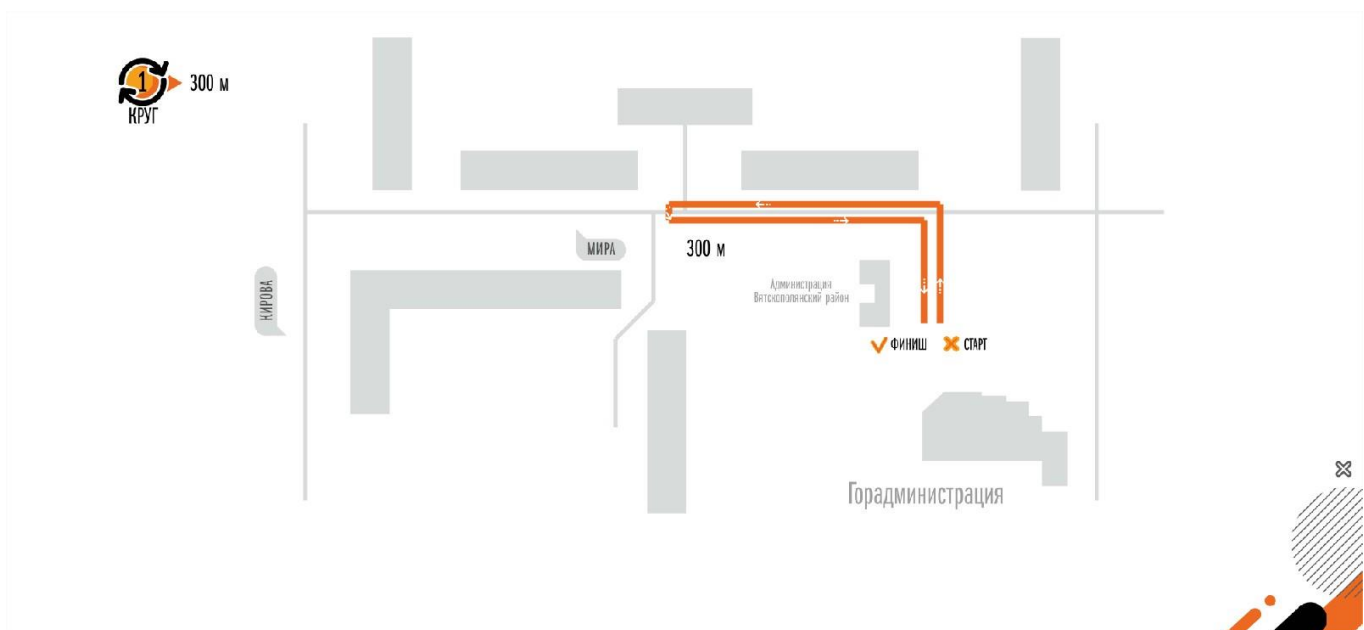 1
300 м
КРУГ
МИРА
300 м
КИРОВА
Администрация
Вятскополянский район
ФИНИШ
СТАРТ
Горадминистрация